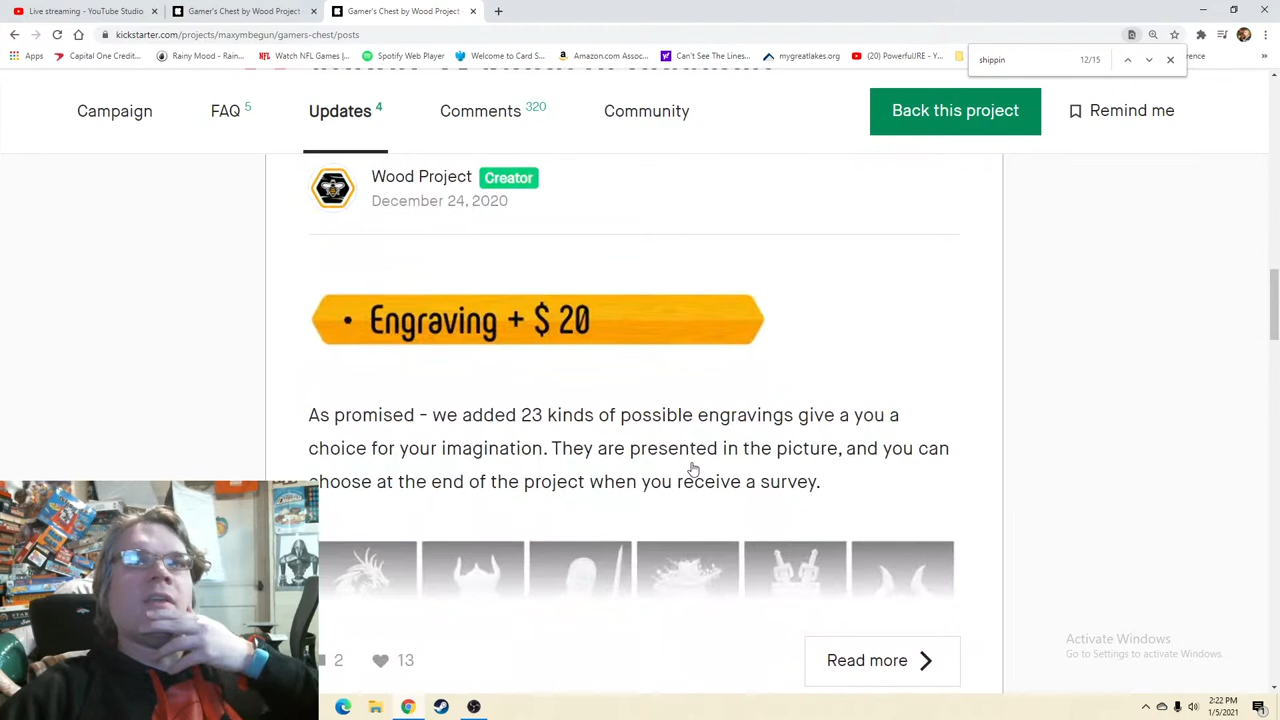 Live streaming - YouTube Studio
Gamer's Chest by Wood Project
Gamer's Chest by Wood Project
kickstarter.com/projects/maxymbegun/gamers-chest/posts
Apps
Capital One Credit...
Rainy Mood - Rain...
Watch NFL Games |...
Spotify Web Player
Welcome to Card S...
Amazon.com Assoc...
Can't See The Lines...
mygreatlakes.org
(20) PowerfulJRE - Y...
shippin
12/15
Campaign
FAQ 5
Updates 4
Comments 320
Community
Back this project
Remind me
Wood Project Creator
December 24, 2020
• Engraving + $ 20
As promised - we added 23 kinds of possible engravings give a you a
choice for your imagination. They are presented in the picture, and you can
choose at the end of the project when you receive a survey.
2
13
Read more
Activate Windows
Go to Settings to activate Windows.
2:22 PM
1/5/2021